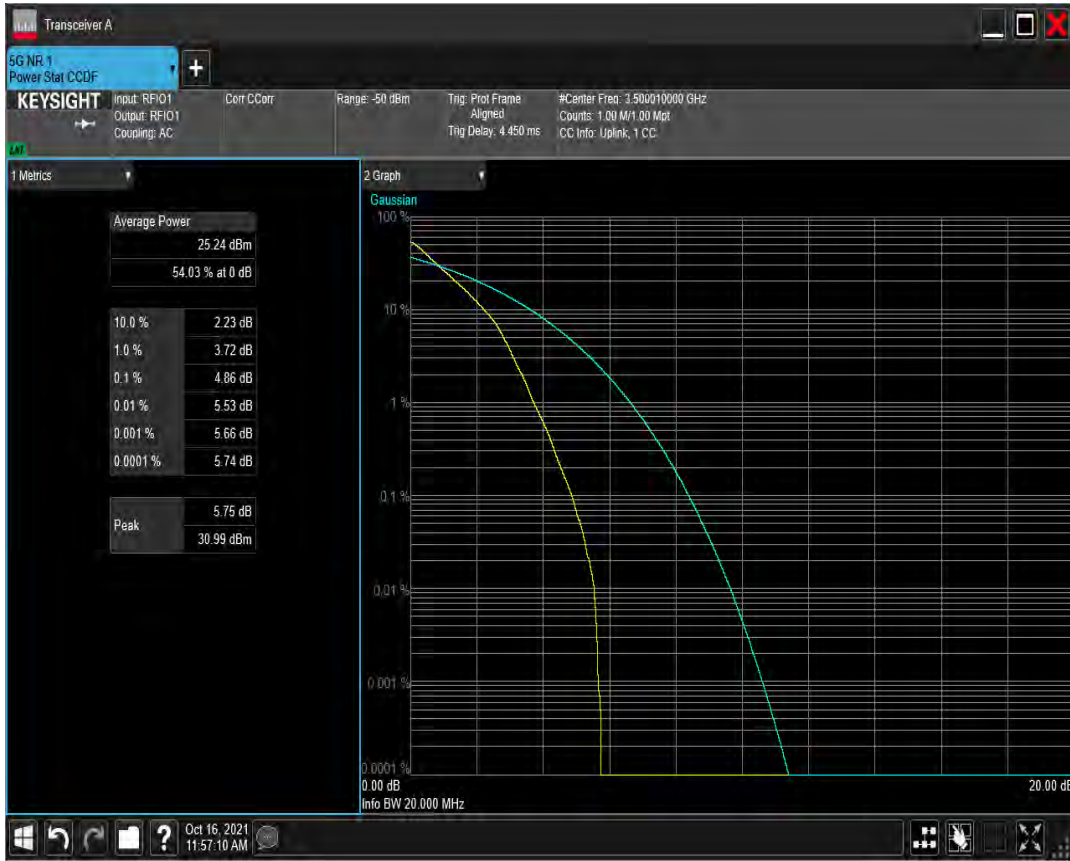 Transceiver A
5G NR 1
Power Stat CCDF
+
KEYSIGHT
Input: RFIO1
Output: RFIO1
Coupling: AC
Corr CCorr
Range: -50 dBm
Trig: Prot Frame
Aligned
Trig Delay: 4.450 ms
#Center Freq: 3.500010000 GHz
Counts: 1.00 M/1.00 Mpt
CC Info: Uplink, 1 CC
1 Metrics
Average Power
25.24 dBm
54.03 % at 0 dB
10.0 % 2.23 dB
1.0 % 3.72 dB
0.1 % 4.86 dB
0.01 % 5.53 dB
0.001 % 5.66 dB
0.0001 % 5.74 dB
Peak
5.75 dB
30.99 dBm
2 Graph
Gaussian
100 %
10 %
1 %
0.1 %
0.01 %
0.001 %
0.0001 %
0.00 dB
20.00 dB
Info BW 20.000 MHz
?
Oct 16, 2021
11:57:10 AM